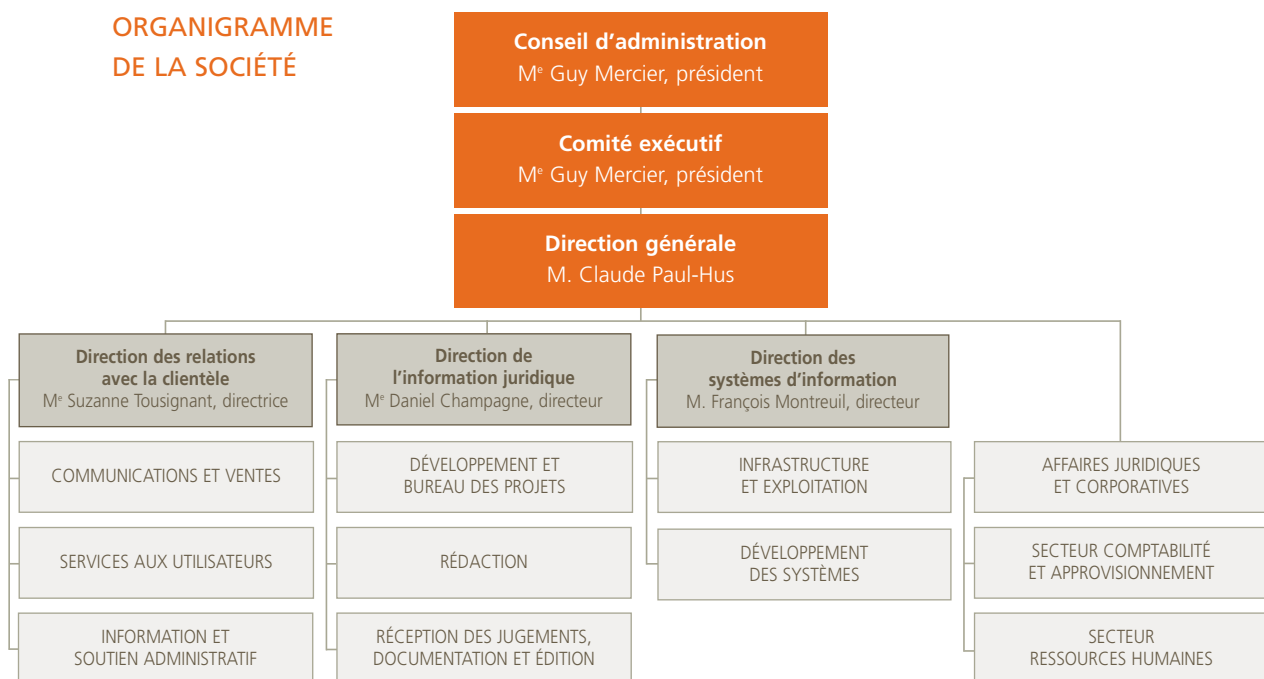 ORGANIGRAMME
DE LA SOCIÉTÉ
Conseil d'administration
Me Guy Mercier, président
Comité exécutif
Me Guy Mercier, président
Direction générale
M. Claude Paul-Hus
Direction des relations
avec la clientèle
Me Suzanne Tousignant, directrice
Direction de
l'information juridique
Me Daniel Champagne, directeur
Direction des
systèmes d'information
M. François Montreuil, directeur
COMMUNICATIONS ET VENTES
DÉVELOPPEMENT ET
BUREAU DES PROJETS
INFRASTRUCTURE
ET EXPLOITATION
AFFAIRES JURIDIQUES
ET CORPORATIVES
SERVICES AUX UTILISATEURS
RÉDACTION
DÉVELOPPEMENT
DES SYSTÈMES
SECTEUR COMPTABILITÉ
ET APPROVISIONNEMENT
INFORMATION ET
SOUTIEN ADMINISTRATIF
RÉCEPTION DES JUGEMENTS,
DOCUMENTATION ET ÉDITION
SECTEUR
RESSOURCES HUMAINES